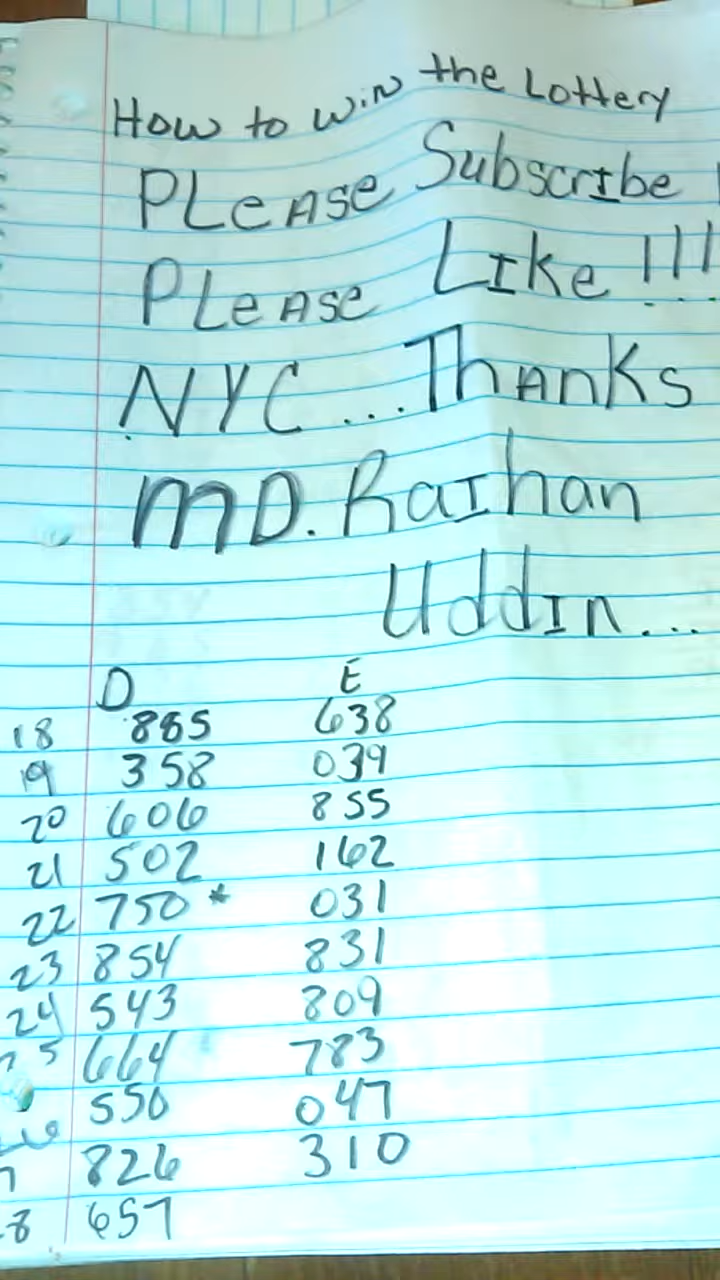 How to win the Lottery
PLeAse Subscribe !
PLeAse LIke !!!
NYC... ThAnKs
MD. RaIhan
UddIn...
D E
18 885 638
19 358 039
20 606 855
21 502 162
22 750 * 031
23 854 831
24 543 809
5 664 783
550 047
826 310
8 657